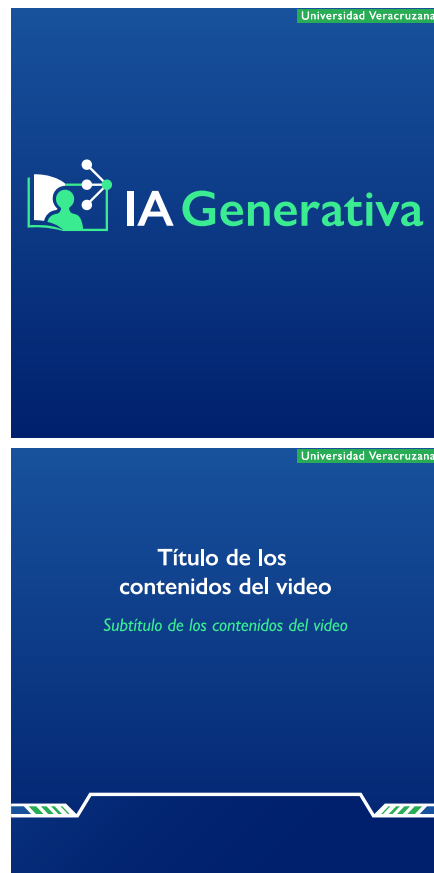 Universidad Veracruzana
IA Generativa
Universidad Veracruzana
Título de los
contenidos del video
Subtítulo de los contenidos del video